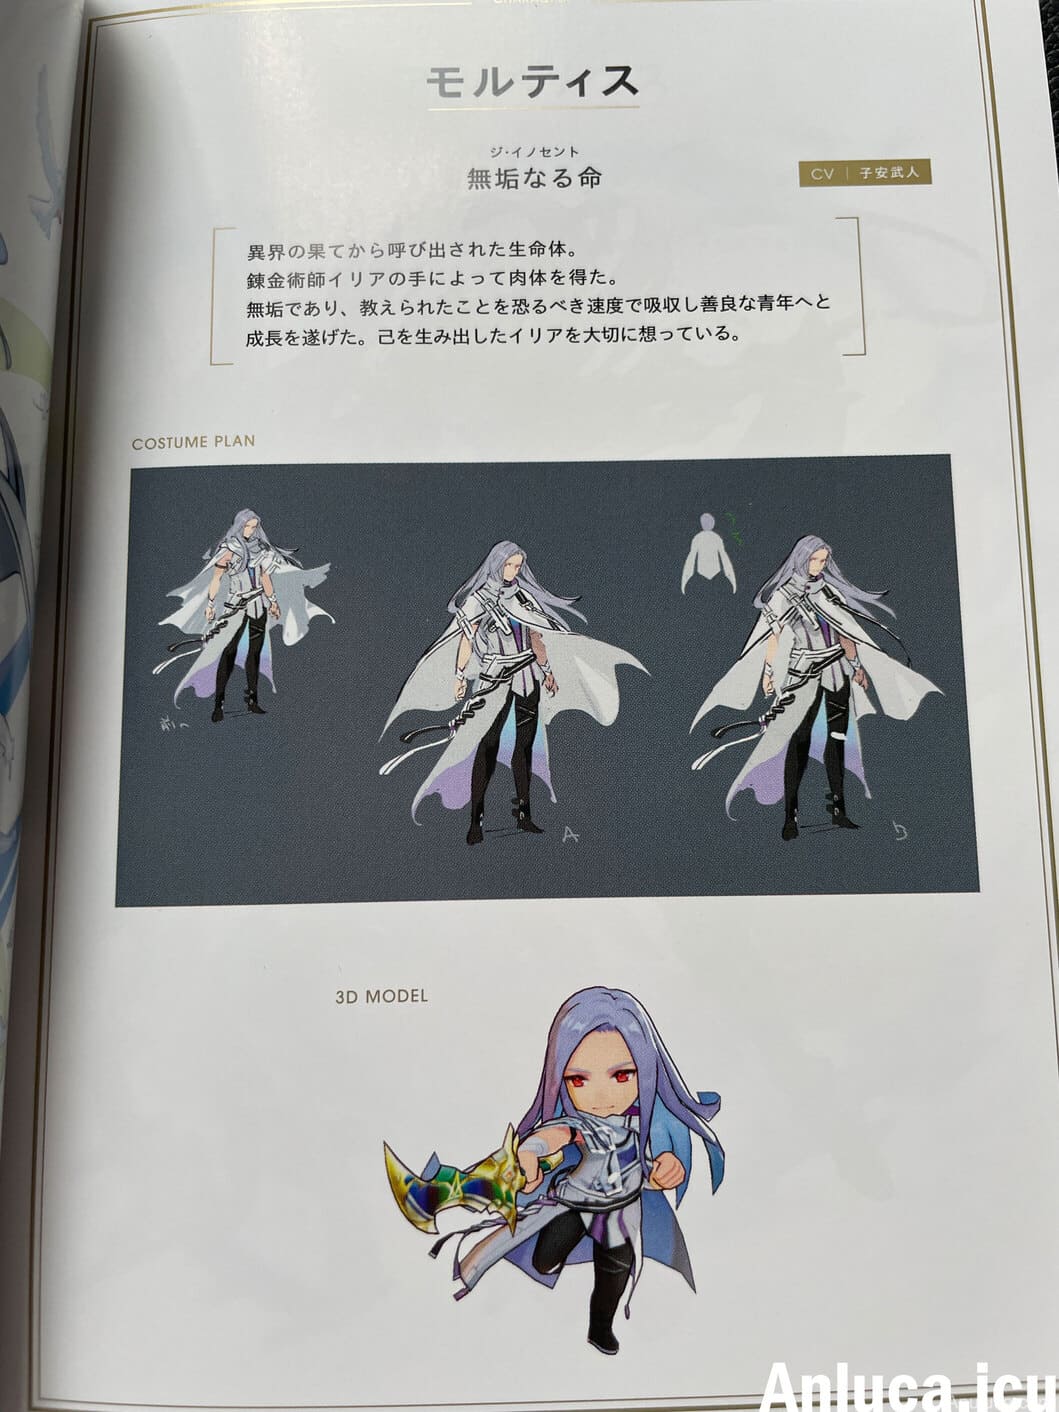 モルティス
ジ・イノセント
無垢なる命
CV | 子安武人
異界の果てから呼び出された生命体。
錬金術師イリアの手によって肉体を得た。
無垢であり、教えられたことを恐るべき速度で吸収し善良な青年へと
成長を遂げた。己を生み出したイリアを大切に想っている。
COSTUME PLAN
A
3D MODEL
Anluca.icu